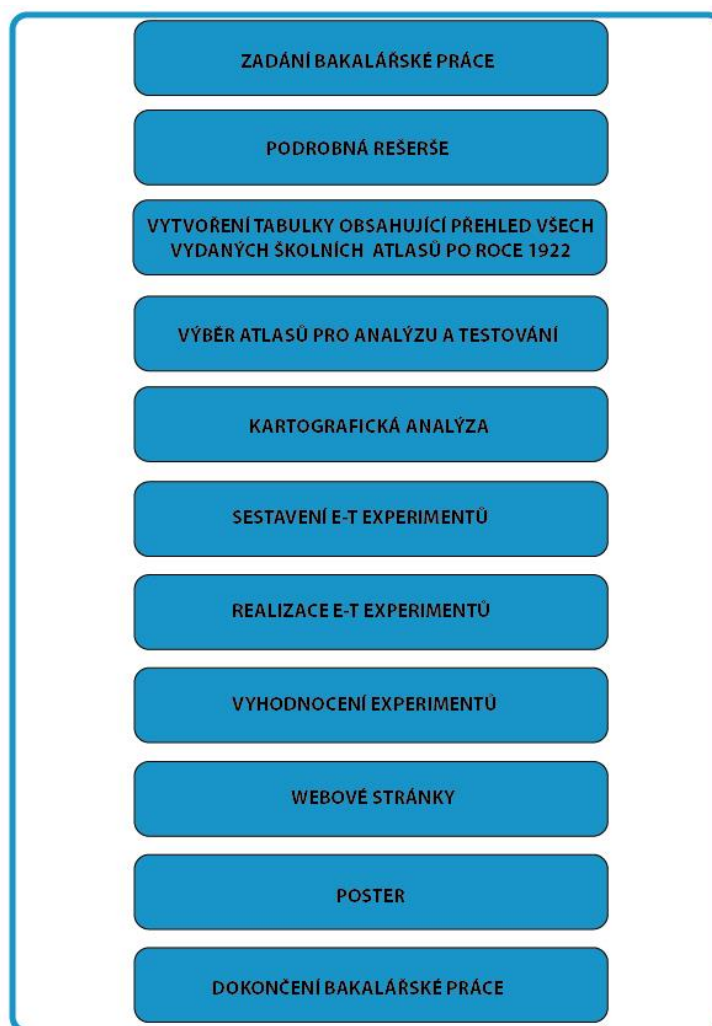 ZADÁNÍ BAKALÁŘSKÉ PRÁCE
PODROBNÁ REŠERŠE
VYTVOŘENÍ TABULKY OBSAHUJÍCÍ PŘEHLED VŠECH
VYDANÝCH ŠKOLNÍCH ATLASŮ PO ROCE 1922
VÝBĚR ATLASŮ PRO ANALÝZU A TESTOVÁNÍ
KARTOGRAFICKÁ ANALÝZA
SESTAVENÍ E-T EXPERIMENTŮ
REALIZACE E-T EXPERIMENTŮ
VYHODNOCENÍ EXPERIMENTŮ
WEBOVÉ STRÁNKY
POSTER
DOKONČENÍ BAKALÁŘSKÉ PRÁCE